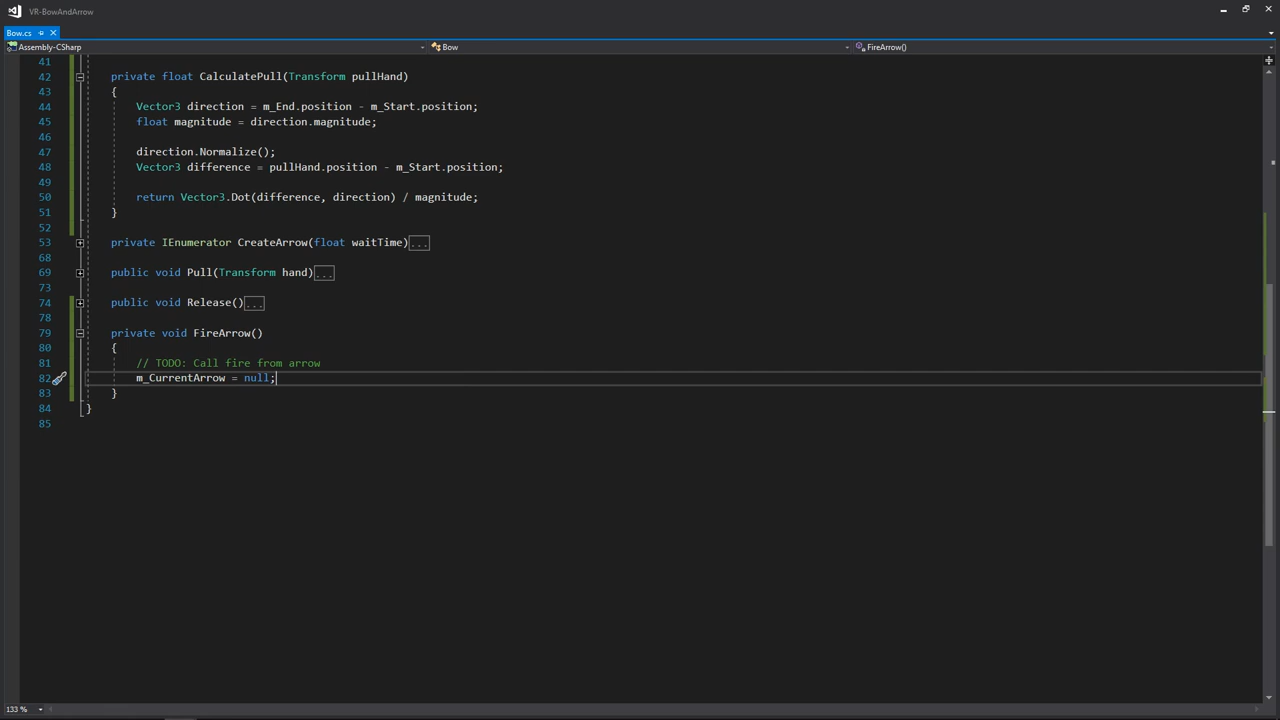 VR-BowAndArrow
Bow.cs
Assembly-CSharp
Bow
FireArrow()
41
42 private float CalculatePull(Transform pullHand)
43 {
44 Vector3 direction = m_End.position - m_Start.position;
45 float magnitude = direction.magnitude;
46
47 direction.Normalize();
48 Vector3 difference = pullHand.position - m_Start.position;
49
50 return Vector3.Dot(difference, direction) / magnitude;
51 }
52
53 private IEnumerator CreateArrow(float waitTime)...
68
69 public void Pull(Transform hand)...
73
74 public void Release()...
78
79 private void FireArrow()
80 {
81 // TODO: Call fire from arrow
82 m_CurrentArrow = null;
83 }
84 }
85
133 %